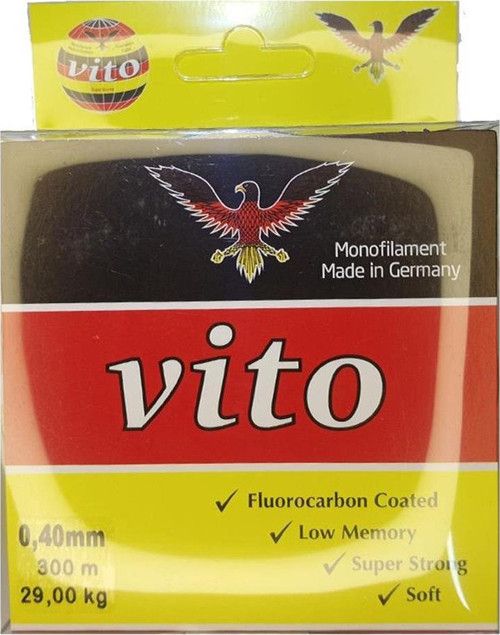 vito
Monofilament
Made in Germany
vito
Fluorocarbon Coated
Low Memory
Super Strong
Soft
0,40mm
300 m
29,00 kg